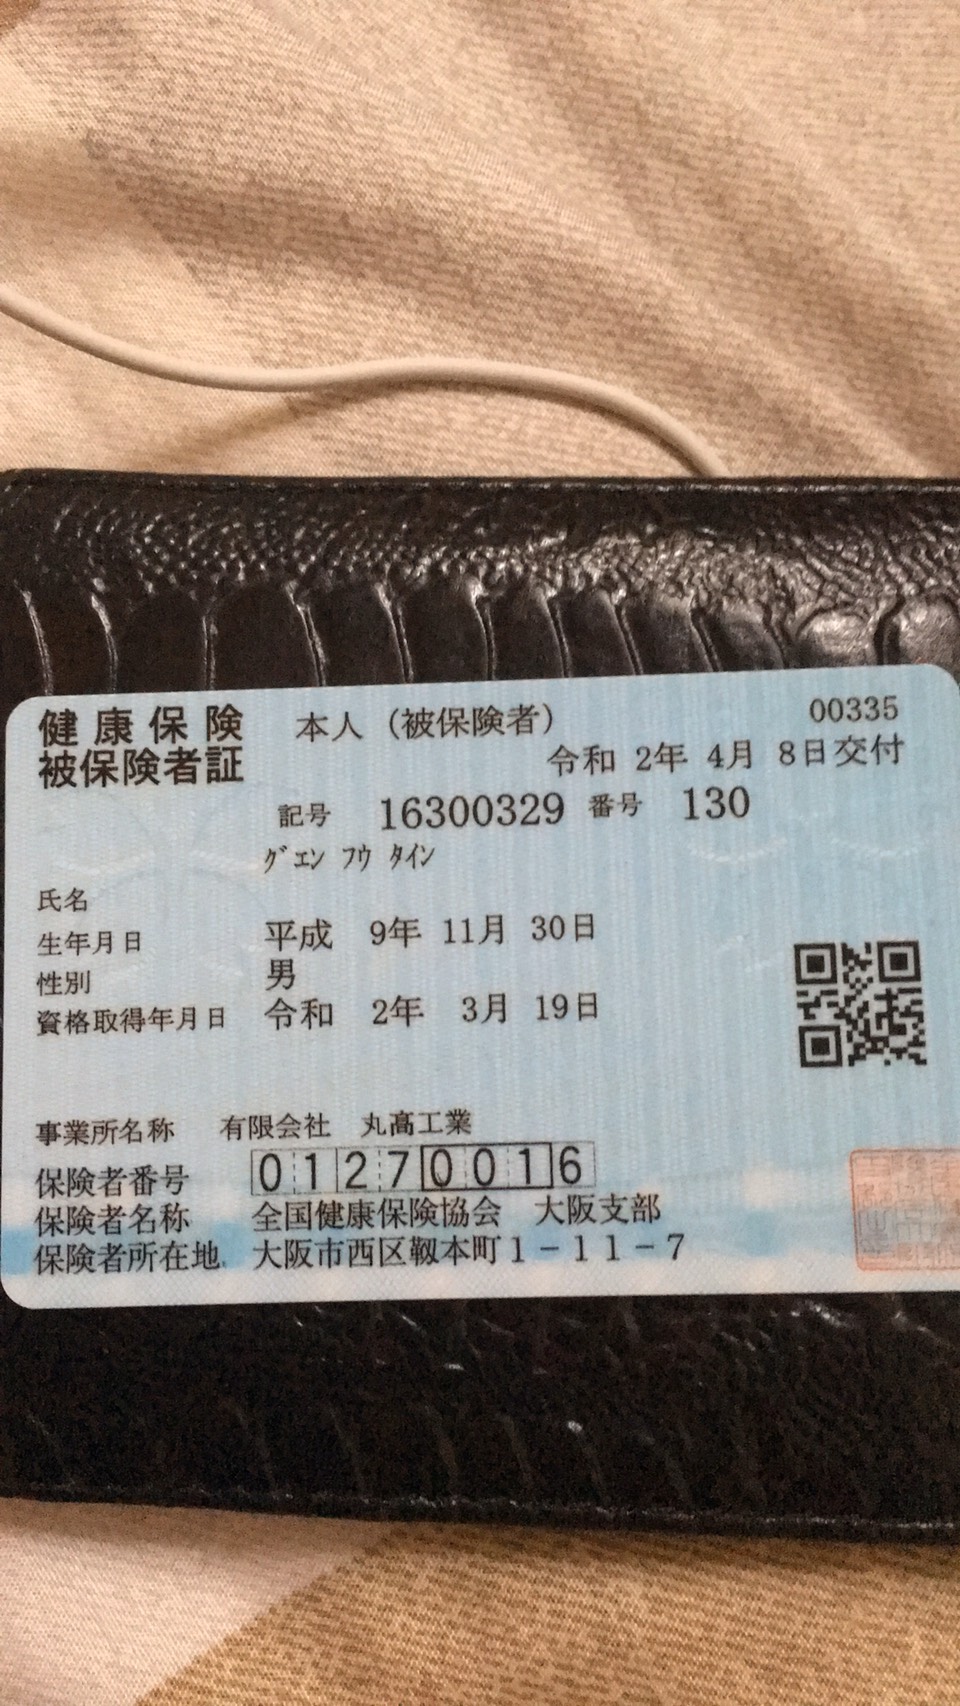 健康保険 本人（被保険者） 00335
被保険者証 令和 2年 4月 8日交付
記号 16300329 番号 130
ｸﾞｴﾝ ﾌｳ ﾀｲﾝ
氏名
生年月日 平成 9年 11月 30日
性別 男
資格取得年月日 令和 2年 3月 19日
事業所名称 有限会社 丸髙工業
保険者番号 01270016
保険者名称 全国健康保険協会 大阪支部
保険者所在地 大阪市西区靱本町1－11－7